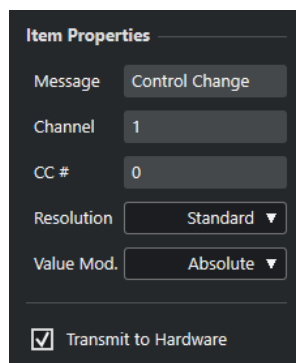 Item Properties
Message Control Change
Channel 1
CC # 0
Resolution Standard ▼
Value Mod. Absolute ▼
Transmit to Hardware